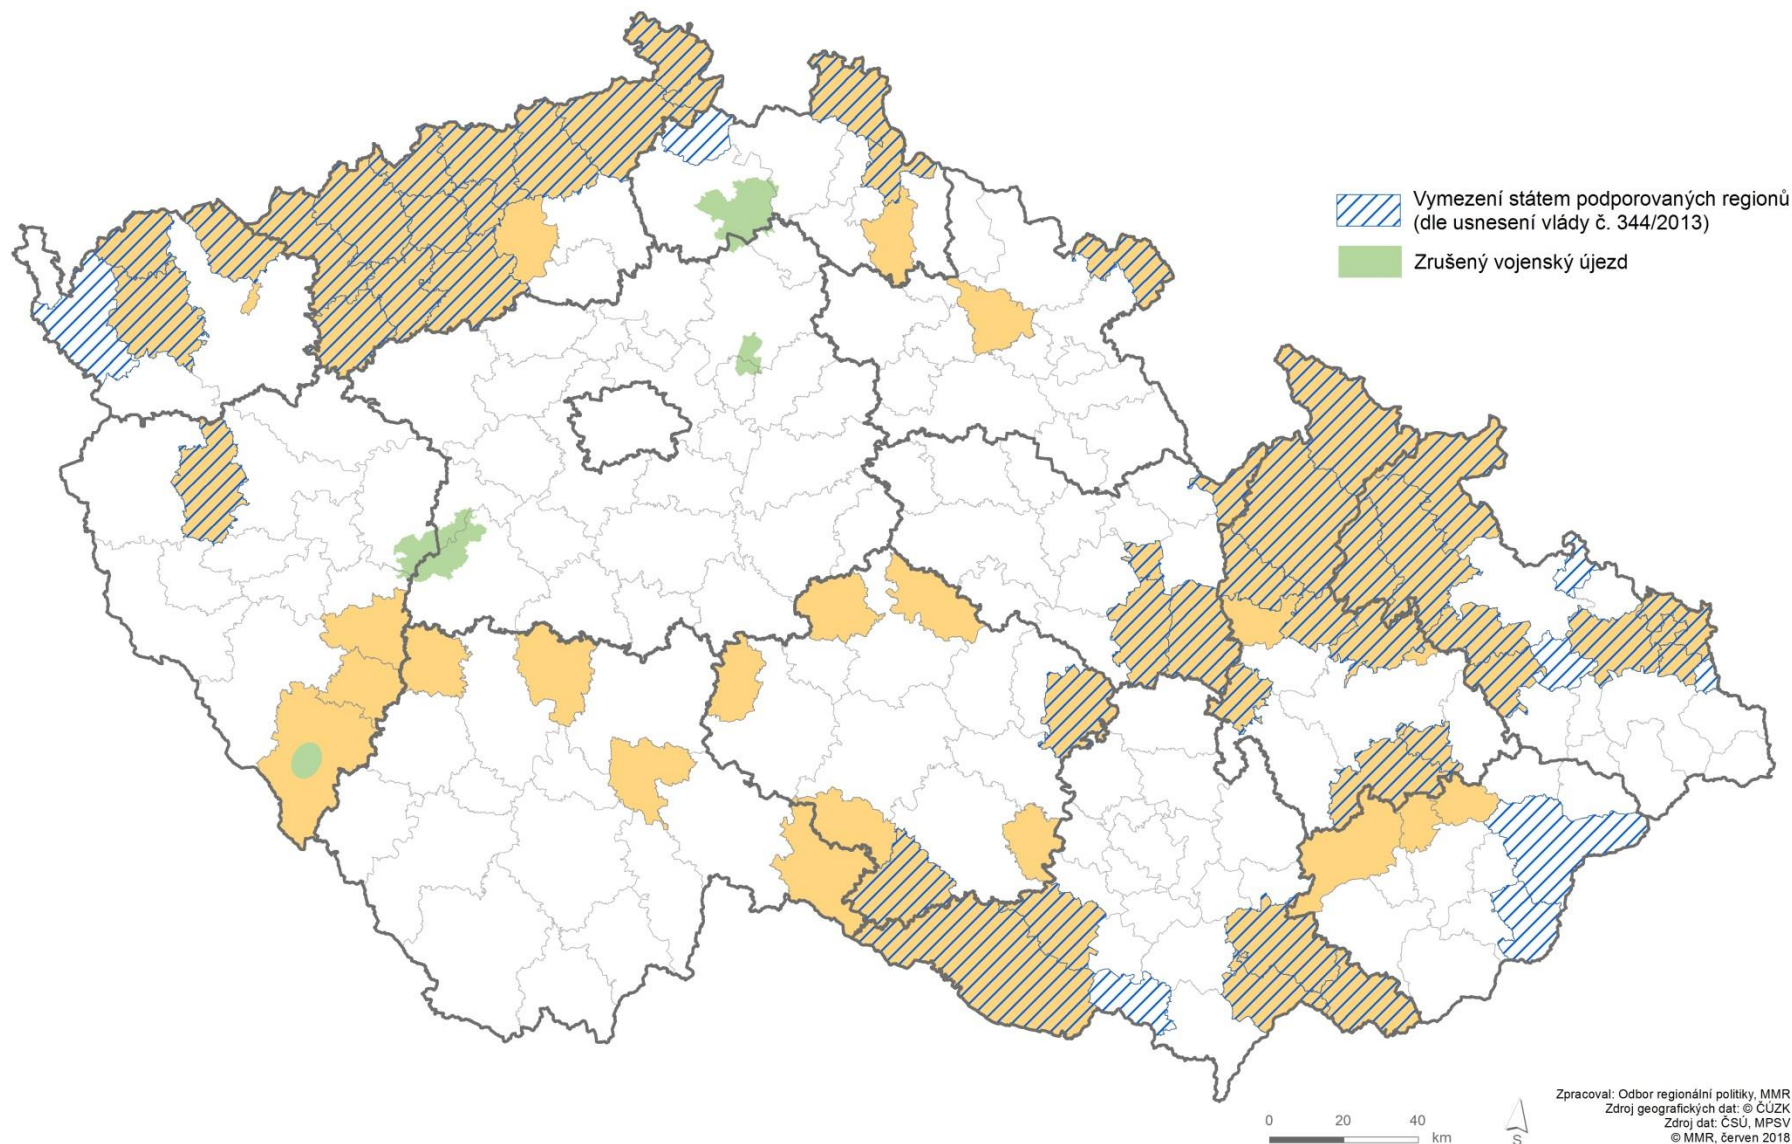 Vymezení státem podporovaných regionů
(dle usnesení vlády č. 344/2013)
Zrušený vojenský újezd
0 20 40
km
S
Zpracoval: Odbor regionální politiky, MMR
Zdroj geografických dat: © ČÚZK
Zdroj dat: ČSÚ, MPSV
© MMR, červen 2018